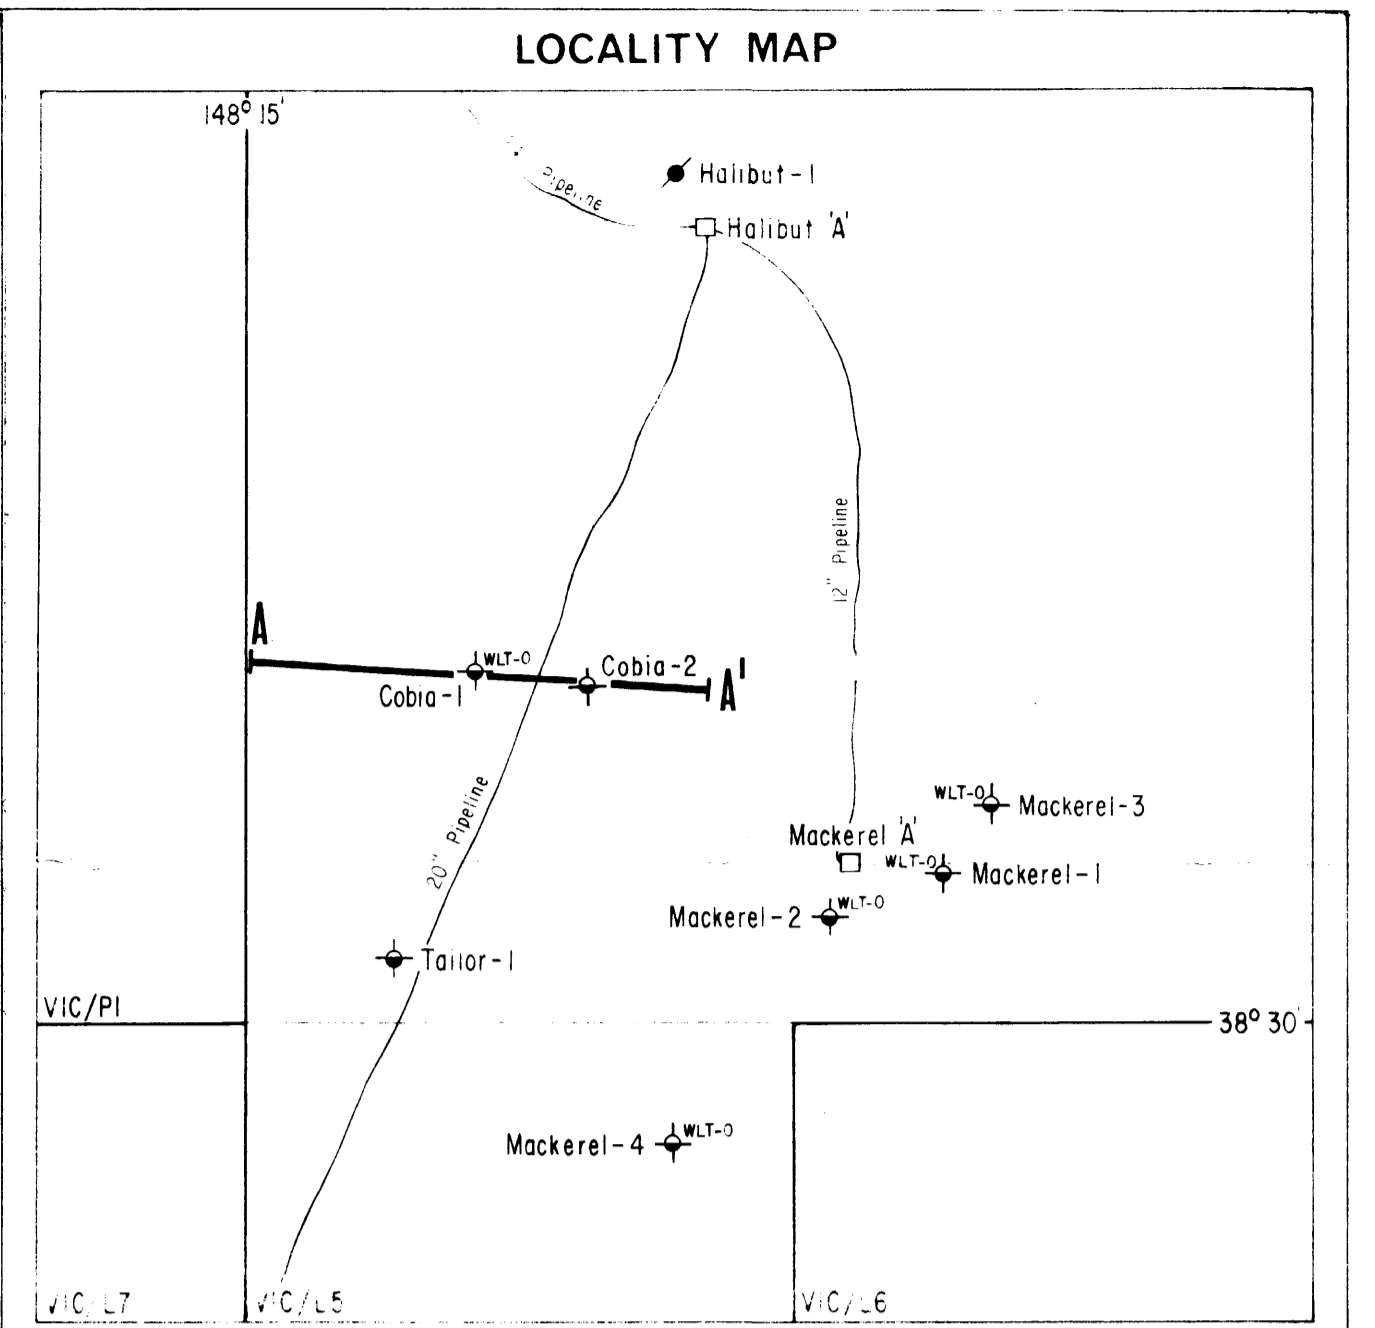 LOCALITY MAP
148° 15'
Pipeline
Halibut-1
Halibut 'A'
12" Pipeline
A
WLT-O
Cobia-2
Cobia-1
A'
20" Pipeline
WLT-O
Mackerel-3
Mackerel 'A'
WLT-O
Mackerel-1
Mackerel-2
WLT-O
Tailor-1
VIC/P1
38° 30'
Mackerel-4
WLT-O
VIC/L7
VIC/L5
VIC/L6